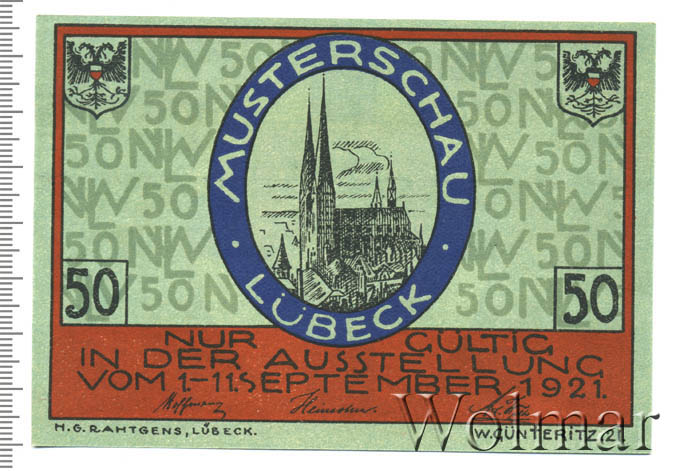 MUSTERSCHAU
· LÜBECK ·
50
50
NUR GÜLTIG
IN DER AUSSTELLUNG
VOM 1.-11. SEPTEMBER 1921.
Heinsohn.
H.G. RAHTGENS, LÜBECK.
W. GÜNTERITZ 21
Wolmar